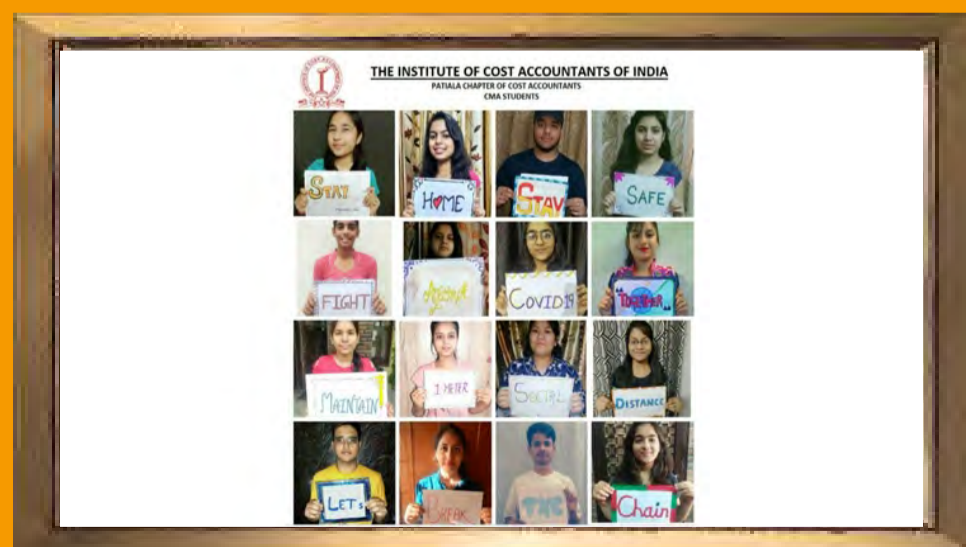 THE INSTITUTE OF COST ACCOUNTANTS OF INDIA
PATIALA CHAPTER OF COST ACCOUNTANTS
CMA STUDENTS
STAY
HOME
STAY
SAFE
FIGHT
COVID19
"TOGETHER"
MAINTAIN
1 METER
SOCIAL
DISTANCE
LET's
BREAK
THE
Chain